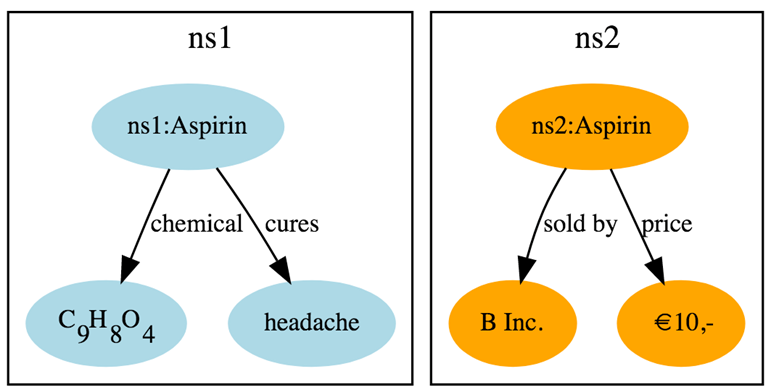 ns1
ns1:Aspirin
chemical
cures
C₉H₈O₄
headache
ns2
ns2:Aspirin
sold by
price
B Inc.
€10,-